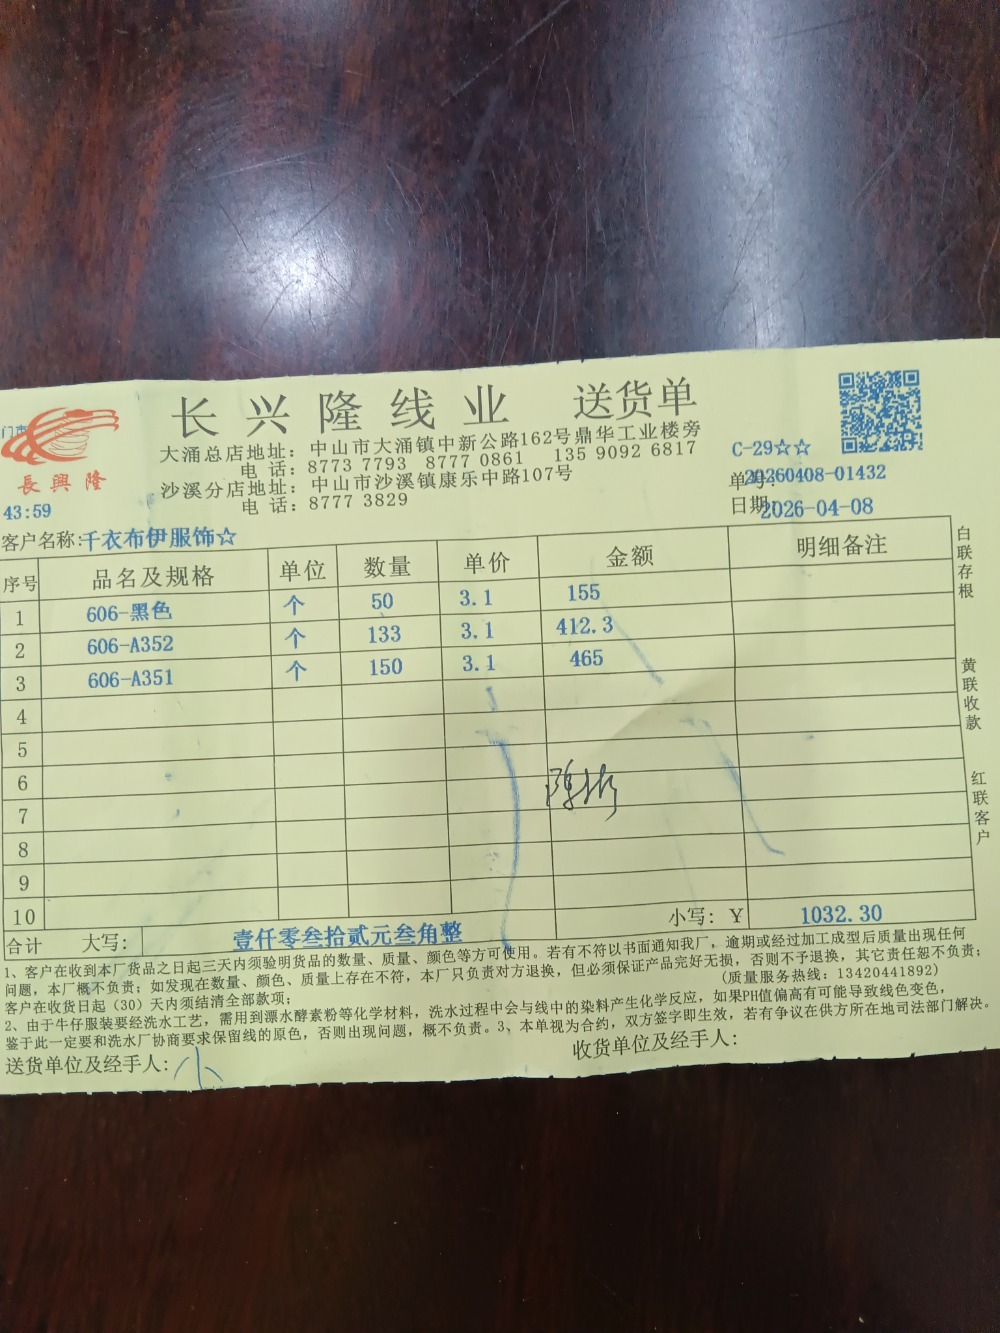 长兴隆线业 送货单
大涌总店地址：中山市大涌镇中新公路162号鼎华工业楼旁
电 话：8773 7793 8777 0861 135 9092 6817
沙溪分店地址：中山市沙溪镇康乐中路107号
电 话：8777 3829
長興隆
C-29☆☆
单号：20260408-01432
日期：2026-04-08
43:59
客户名称:千衣布伊服饰☆
序号 品名及规格 单位 数量 单价 金额 明细备注
1 606-黑色 个 50 3.1 155
2 606-A352 个 133 3.1 412.3
3 606-A351 个 150 3.1 465
4
5
6
7
8
9
10
合计 大写: 壹仟零叁拾贰元叁角整 小写: ¥ 1032.30
白联存根
黄联收款
红联客户
1、客户在收到本厂货品之日起三天内须验明货品的数量、质量、颜色等方可使用。若有不符以书面通知我厂，逾期或经过加工成型后质量出现任何
问题，本厂概不负责；如发现在数量、颜色、质量上存在不符，本厂只负责对方退换，但必须保证产品完好无损，否则不予退换，其它责任恕不负责；
客户在收货日起（30）天内须结清全部款项； (质量服务热线：13420441892)
2、由于牛仔服装要经洗水工艺，需用到漂水酵素粉等化学材料，洗水过程中会与线中的染料产生化学反应，如果PH值偏高有可能导致线色变色，
鉴于此一定要和洗水厂协商要求保留线的原色，否则出现问题，概不负责。3、本单视为合约，双方签字即生效，若有争议在供方所在地司法部门解决。
送货单位及经手人: 收货单位及经手人: